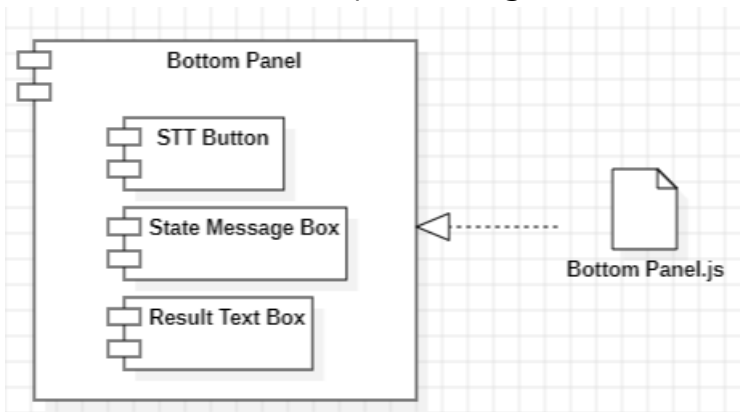 Bottom Panel
STT Button
State Message Box
Result Text Box
Bottom Panel.js